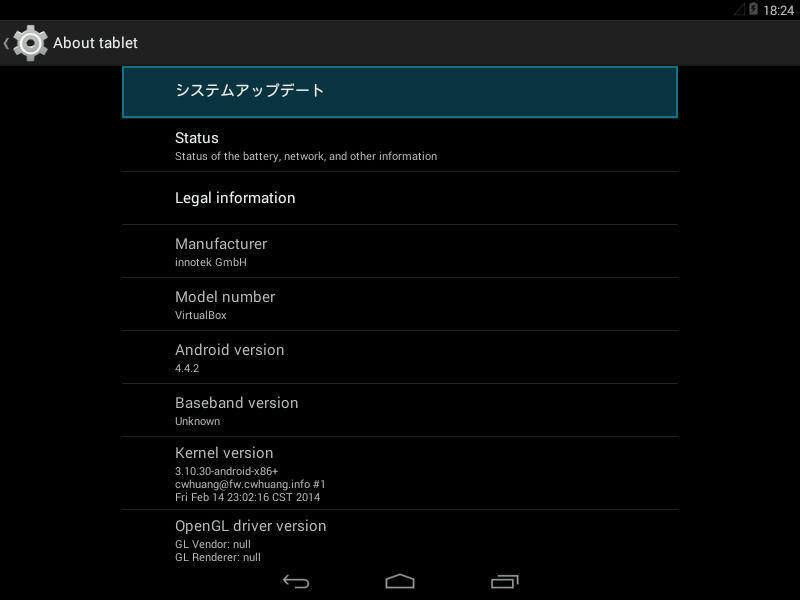 18:24
About tablet
システムアップデート
Status
Status of the battery, network, and other information
Legal information
Manufacturer
innotek GmbH
Model number
VirtualBox
Android version
4.4.2
Baseband version
Unknown
Kernel version
3.10.30-android-x86+
cwhuang@fw.cwhuang.info #1
Fri Feb 14 23:02:16 CST 2014
OpenGL driver version
GL Vendor: null
GL Renderer: null